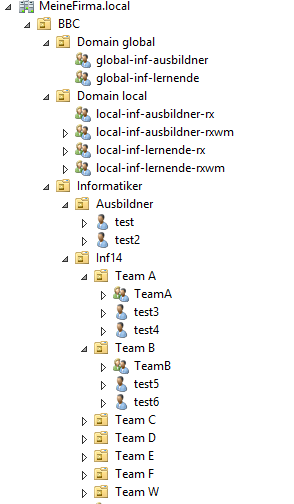 MeineFirma.local
BBC
Domain global
global-inf-ausbildner
global-inf-lernende
Domain local
local-inf-ausbildner-rx
local-inf-ausbildner-rxwm
local-inf-lernende-rx
local-inf-lernende-rxwm
Informatiker
Ausbildner
test
test2
Inf14
Team A
TeamA
test3
test4
Team B
TeamB
test5
test6
Team C
Team D
Team E
Team F
Team W